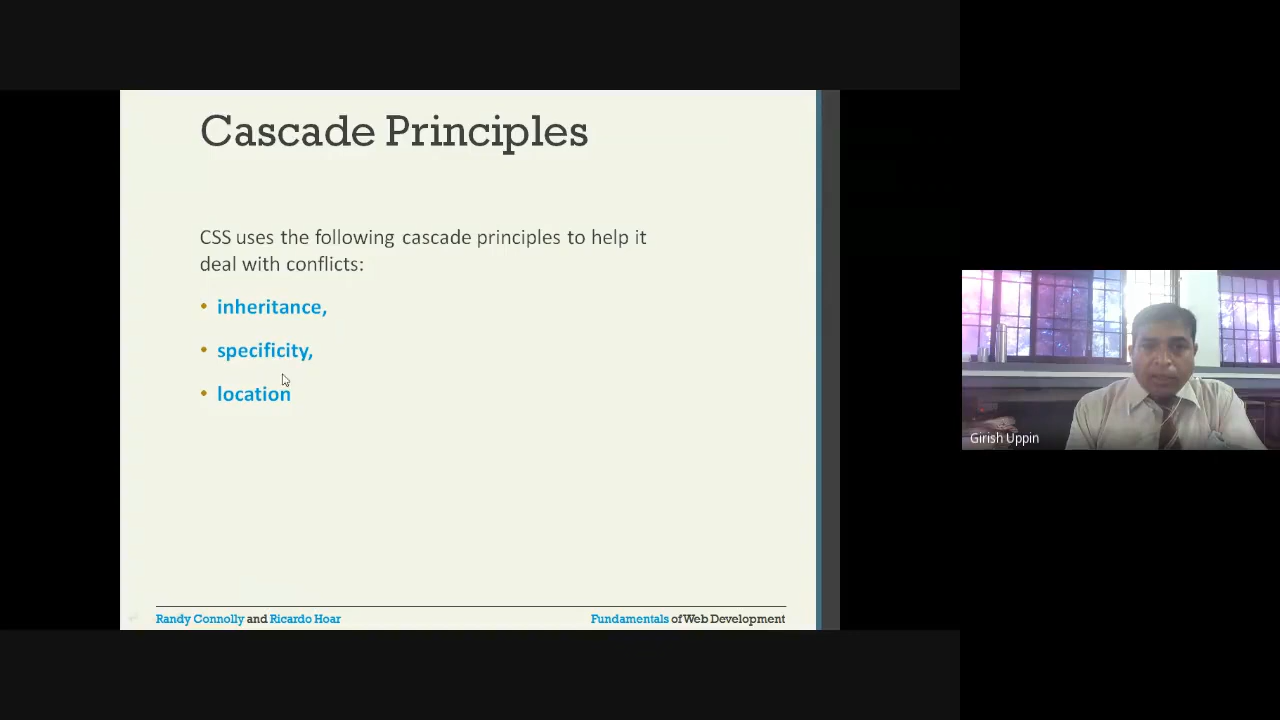 Cascade Principles
CSS uses the following cascade principles to help it
deal with conflicts:
• inheritance,
• specificity,
• location
Girish Uppin
Randy Connolly and Ricardo Hoar
Fundamentals of Web Development